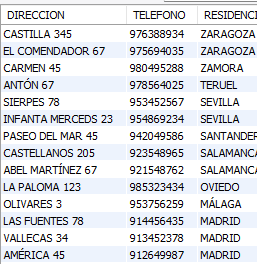 DIRECCION TELEFONO RESIDENCI
CASTILLA 345 976388934 ZARAGOZA
EL COMENDADOR 67 975694035 ZARAGOZA
CARMEN 45 980495288 ZAMORA
ANTÓN 67 978564025 TERUEL
SIERPES 78 953452567 SEVILLA
INFANTA MERCEDS 23 954869234 SEVILLA
PASEO DEL MAR 45 942049586 SANTANDER
CASTELLANOS 205 923548965 SALAMANCA
ABEL MARTÍNEZ 67 921548762 SALAMANCA
LA PALOMA 123 985323434 OVIEDO
OLIVARES 3 953756259 MÁLAGA
LAS FUENTES 78 914456435 MADRID
VALLECAS 34 913452378 MADRID
AMÉRICA 45 912649987 MADRID